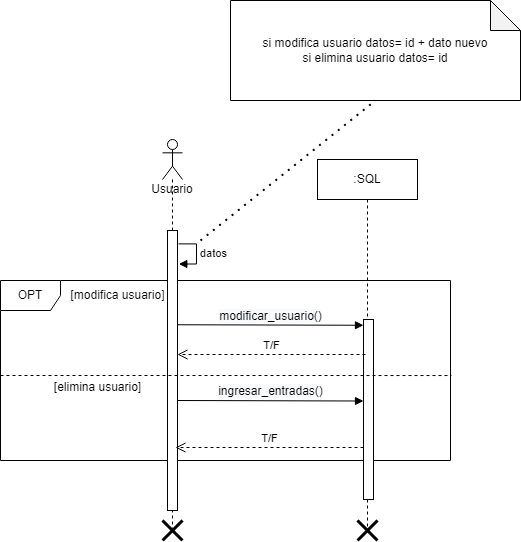 si modifica usuario datos= id + dato nuevo
si elimina usuario datos= id
:SQL
Usuario
datos
OPT
[modifica usuario]
modificar_usuario()
T/F
[elimina usuario]
ingresar_entradas()
T/F